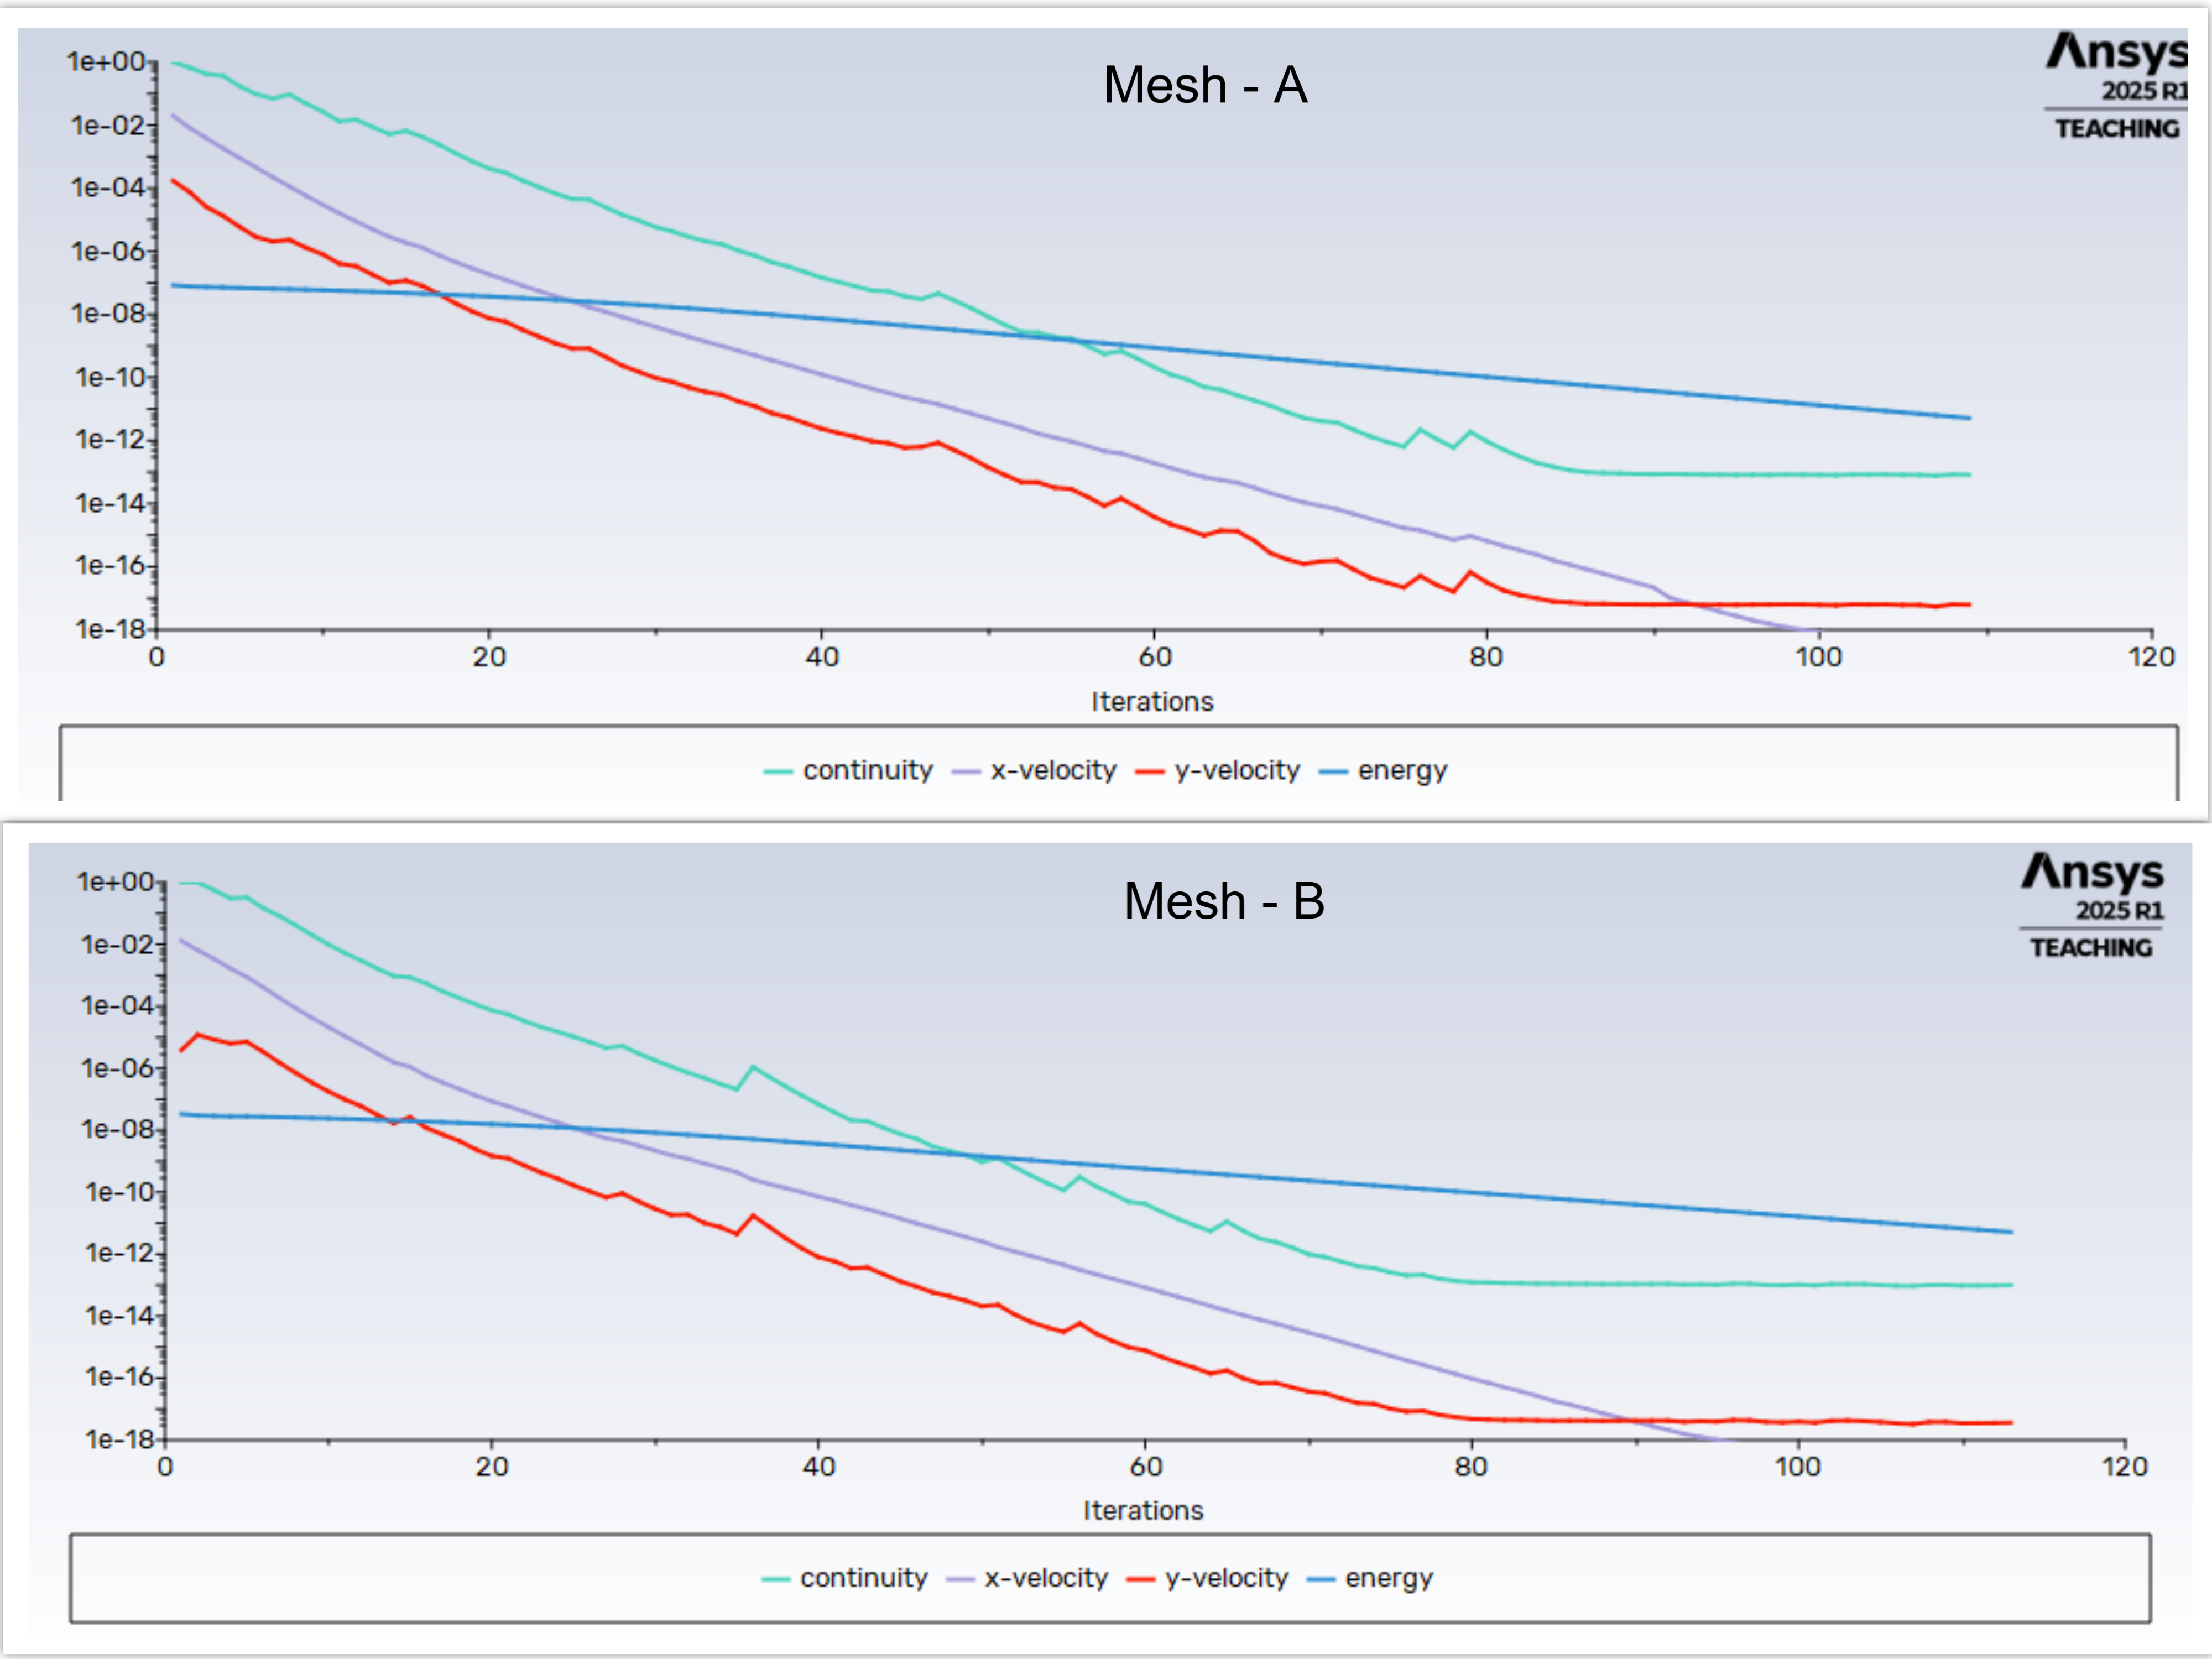 Mesh - A
Ansys
2025 R1
TEACHING
1e+00
1e-02
1e-04
1e-06
1e-08
1e-10
1e-12
1e-14
1e-16
1e-18
0 20 40 60 80 100 120
Iterations
continuity x-velocity y-velocity energy
Mesh - B
Ansys
2025 R1
TEACHING
1e+00
1e-02
1e-04
1e-06
1e-08
1e-10
1e-12
1e-14
1e-16
1e-18
0 20 40 60 80 100 120
Iterations
continuity x-velocity y-velocity energy